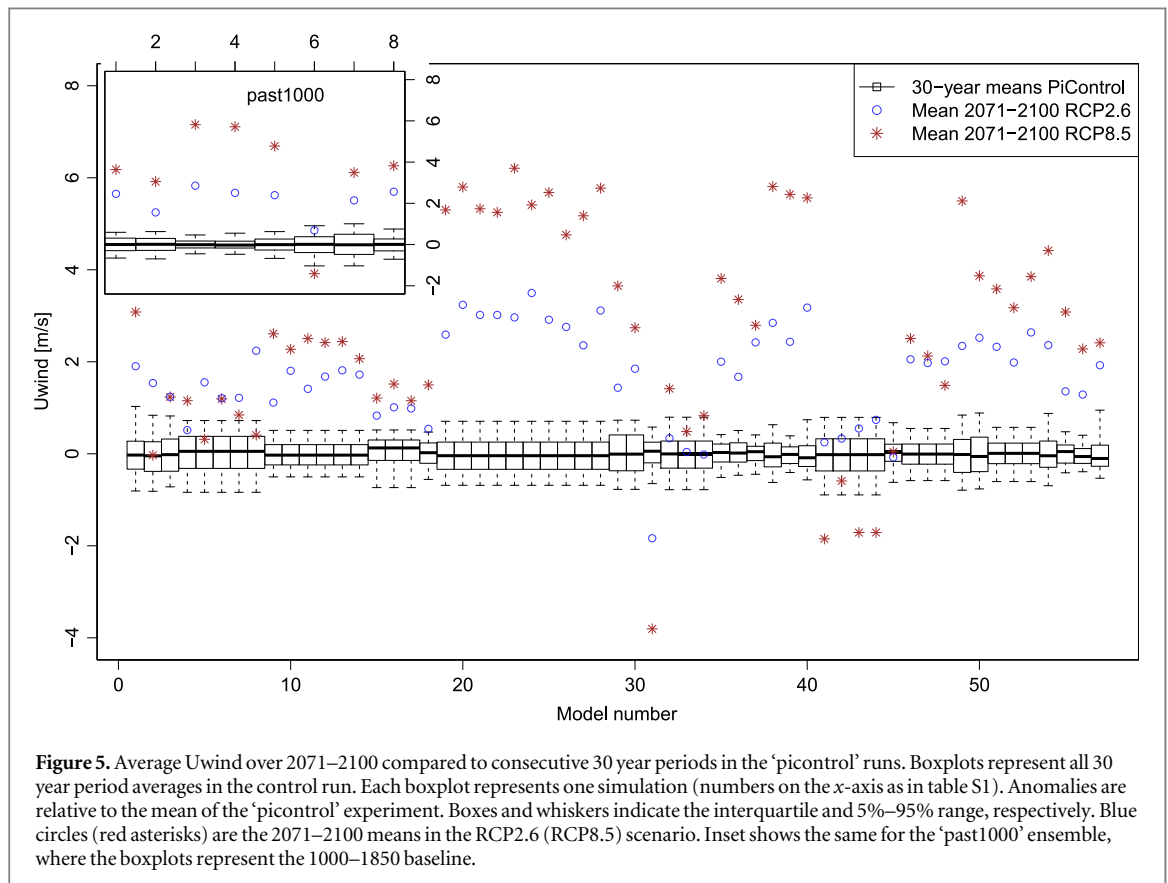 2 4 6 8
past1000
8
6
4
2
0
−2
30−year means PiControl
Mean 2071−2100 RCP2.6
Mean 2071−2100 RCP8.5
8
6
4
2
0
−2
−4
Uwind [m/s]
0 10 20 30 40 50
Model number
Figure 5. Average Uwind over 2071–2100 compared to consecutive 30 year periods in the ‘picontrol’ runs. Boxplots represent all 30
year period averages in the control run. Each boxplot represents one simulation (numbers on the x-axis as in table S1). Anomalies are
relative to the mean of the ‘picontrol’ experiment. Boxes and whiskers indicate the interquartile and 5%–95% range, respectively. Blue
circles (red asterisks) are the 2071–2100 means in the RCP2.6 (RCP8.5) scenario. Inset shows the same for the ‘past1000’ ensemble,
where the boxplots represent the 1000–1850 baseline.